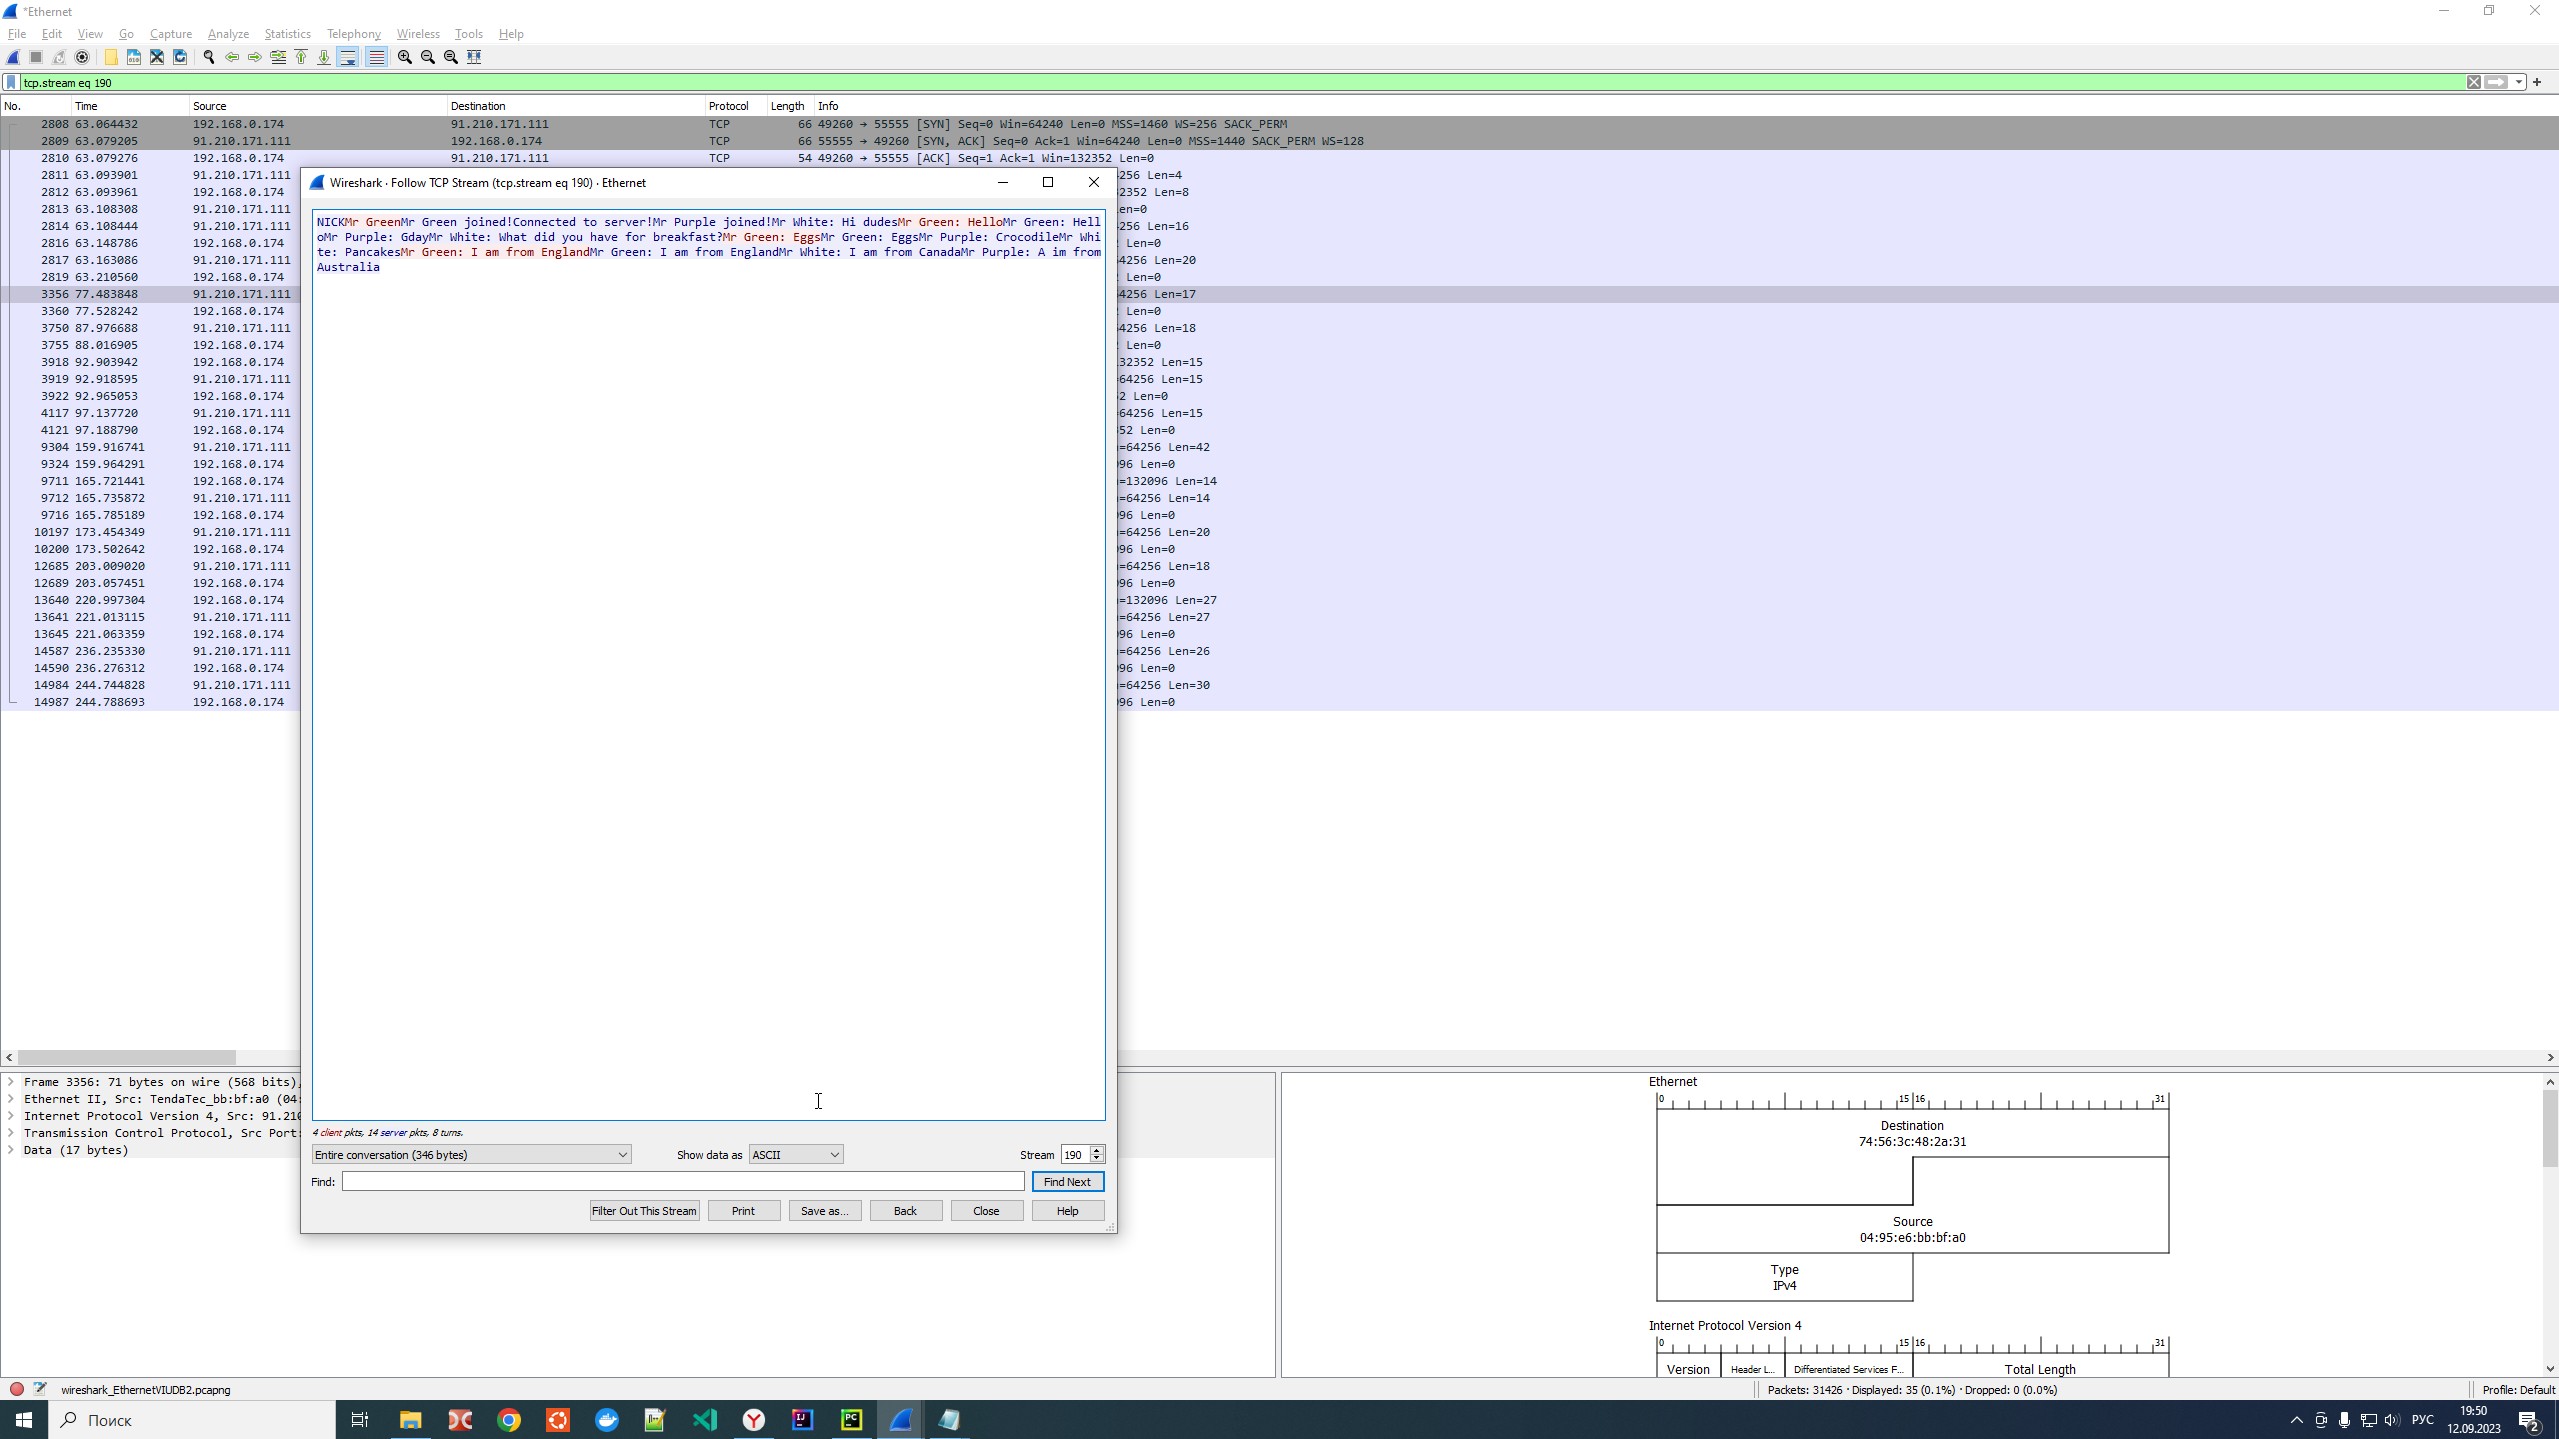 *Ethernet
File Edit View Go Capture Analyze Statistics Telephony Wireless Tools Help
tcp.stream eq 190
No. Time Source Destination Protocol Length Info
2808 63.064432 192.168.0.174 91.210.171.111 TCP 66 49260 → 55555 [SYN] Seq=0 Win=64240 Len=0 MSS=1460 WS=256 SACK_PERM
2809 63.079205 91.210.171.111 192.168.0.174 TCP 66 55555 → 49260 [SYN, ACK] Seq=0 Ack=1 Win=64240 Len=0 MSS=1440 SACK_PERM WS=128
2810 63.079276 192.168.0.174 91.210.171.111 TCP 54 49260 → 55555 [ACK] Seq=1 Ack=1 Win=132352 Len=0
2811 63.093901 91.210.171.111 4256 Len=4
2812 63.093961 192.168.0.174 32352 Len=8
2813 63.108308 91.210.171.111 en=0
2814 63.108444 91.210.171.111 4256 Len=16
2816 63.148786 192.168.0.174 Len=0
2817 63.163086 91.210.171.111 4256 Len=20
2819 63.210560 192.168.0.174 Len=0
3356 77.483848 91.210.171.111 4256 Len=17
3360 77.528242 192.168.0.174 Len=0
3750 87.976688 91.210.171.111 4256 Len=18
3755 88.016905 192.168.0.174 Len=0
3918 92.903942 192.168.0.174 32352 Len=15
3919 92.918595 91.210.171.111 64256 Len=15
3922 92.965053 192.168.0.174 2 Len=0
4117 97.137720 91.210.171.111 64256 Len=15
4121 97.188790 192.168.0.174 52 Len=0
9304 159.916741 91.210.171.111 =64256 Len=42
9324 159.964291 192.168.0.174 96 Len=0
9711 165.721441 192.168.0.174 =132096 Len=14
9712 165.735872 91.210.171.111 =64256 Len=14
9716 165.785189 192.168.0.174 96 Len=0
10197 173.454349 91.210.171.111 =64256 Len=20
10200 173.502642 192.168.0.174 96 Len=0
12685 203.009020 91.210.171.111 =64256 Len=18
12689 203.057451 192.168.0.174 96 Len=0
13640 220.997304 192.168.0.174 =132096 Len=27
13641 221.013115 91.210.171.111 =64256 Len=27
13645 221.063359 192.168.0.174 96 Len=0
14587 236.235330 91.210.171.111 =64256 Len=26
14590 236.276312 192.168.0.174 96 Len=0
14984 244.744828 91.210.171.111 =64256 Len=30
14987 244.788693 192.168.0.174 96 Len=0
Wireshark · Follow TCP Stream (tcp.stream eq 190) · Ethernet
NICKMr GreenMr Green joined!Connected to server!Mr Purple joined!Mr White: Hi dudesMr Green: HelloMr Green: Hell
oMr Purple: GdayMr White: What did you have for breakfast?Mr Green: EggsMr Green: EggsMr Purple: CrocodileMr Whi
te: PancakesMr Green: I am from EnglandMr Green: I am from EnglandMr White: I am from CanadaMr Purple: A im from
Australia
4 client pkts, 14 server pkts, 8 turns.
Entire conversation (346 bytes) Show data as ASCII Stream 190
Find: Find Next
Filter Out This Stream Print Save as... Back Close Help
Frame 3356: 71 bytes on wire (568 bits),
Ethernet II, Src: TendaTec_bb:bf:a0 (04:
Internet Protocol Version 4, Src: 91.210
Transmission Control Protocol, Src Port:
Data (17 bytes)
Ethernet
0 15 16 31
Destination
74:56:3c:48:2a:31
Source
04:95:e6:bb:bf:a0
Type
IPv4
Internet Protocol Version 4
0 15 16 31
Version Header L... Differentiated Services F... Total Length
wireshark_EthernetVIUDB2.pcapng Packets: 31426 · Displayed: 35 (0.1%) · Dropped: 0 (0.0%) Profile: Default
Поиск РУС 19:50
12.09.2023 2